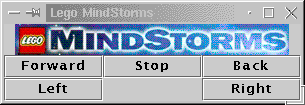 Lego MindStorms
LEGO MINDSTORMS
Forward Stop Back
Left Right